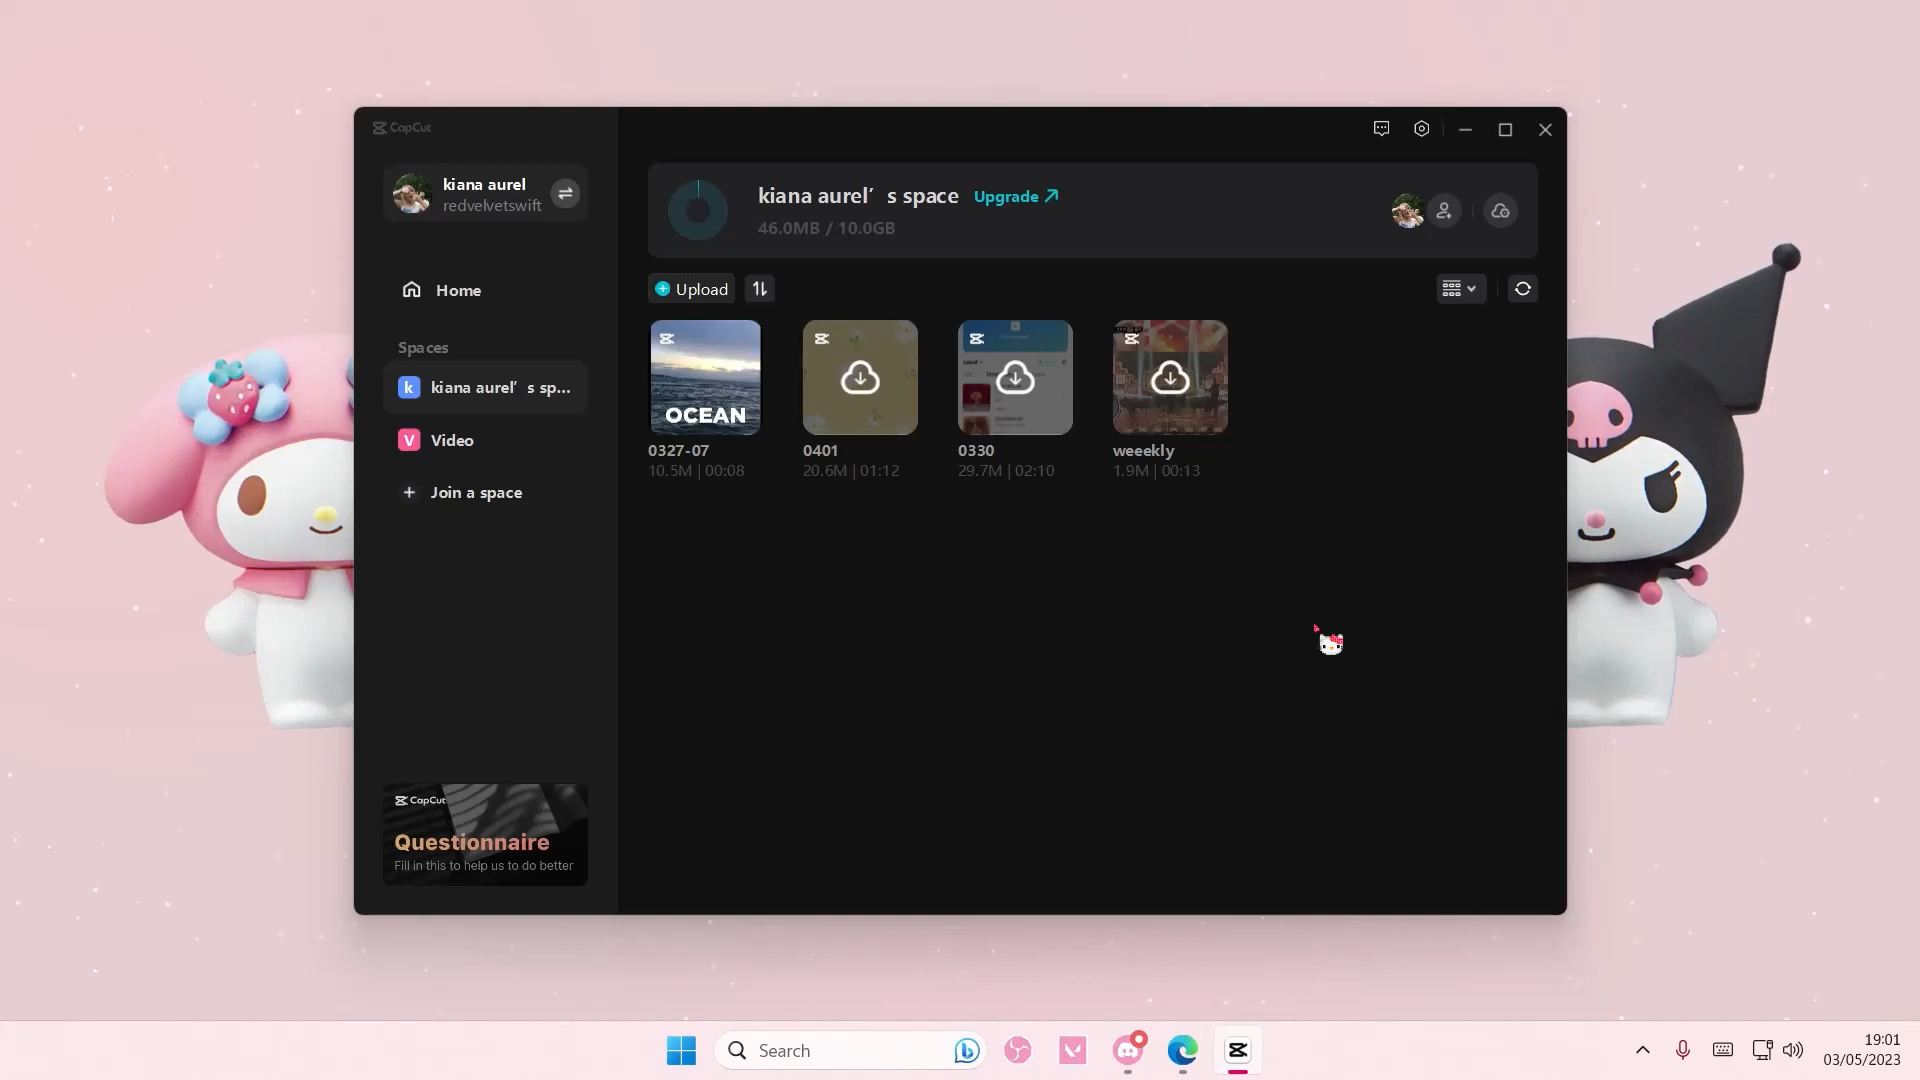 CapCut
kiana aurel
redvelvetswift
Home
Spaces
k
kiana aurel’s sp...
V
Video
+ Join a space
CapCut
Questionnaire
Fill in this to help us to do better
kiana aurel’s space
Upgrade
46.0MB / 10.0GB
Upload
OCEAN
0327-07
10.5M | 00:08
0401
20.6M | 01:12
0330
29.7M | 02:10
weeekly
1.9M | 00:13
Search
19:01
03/05/2023